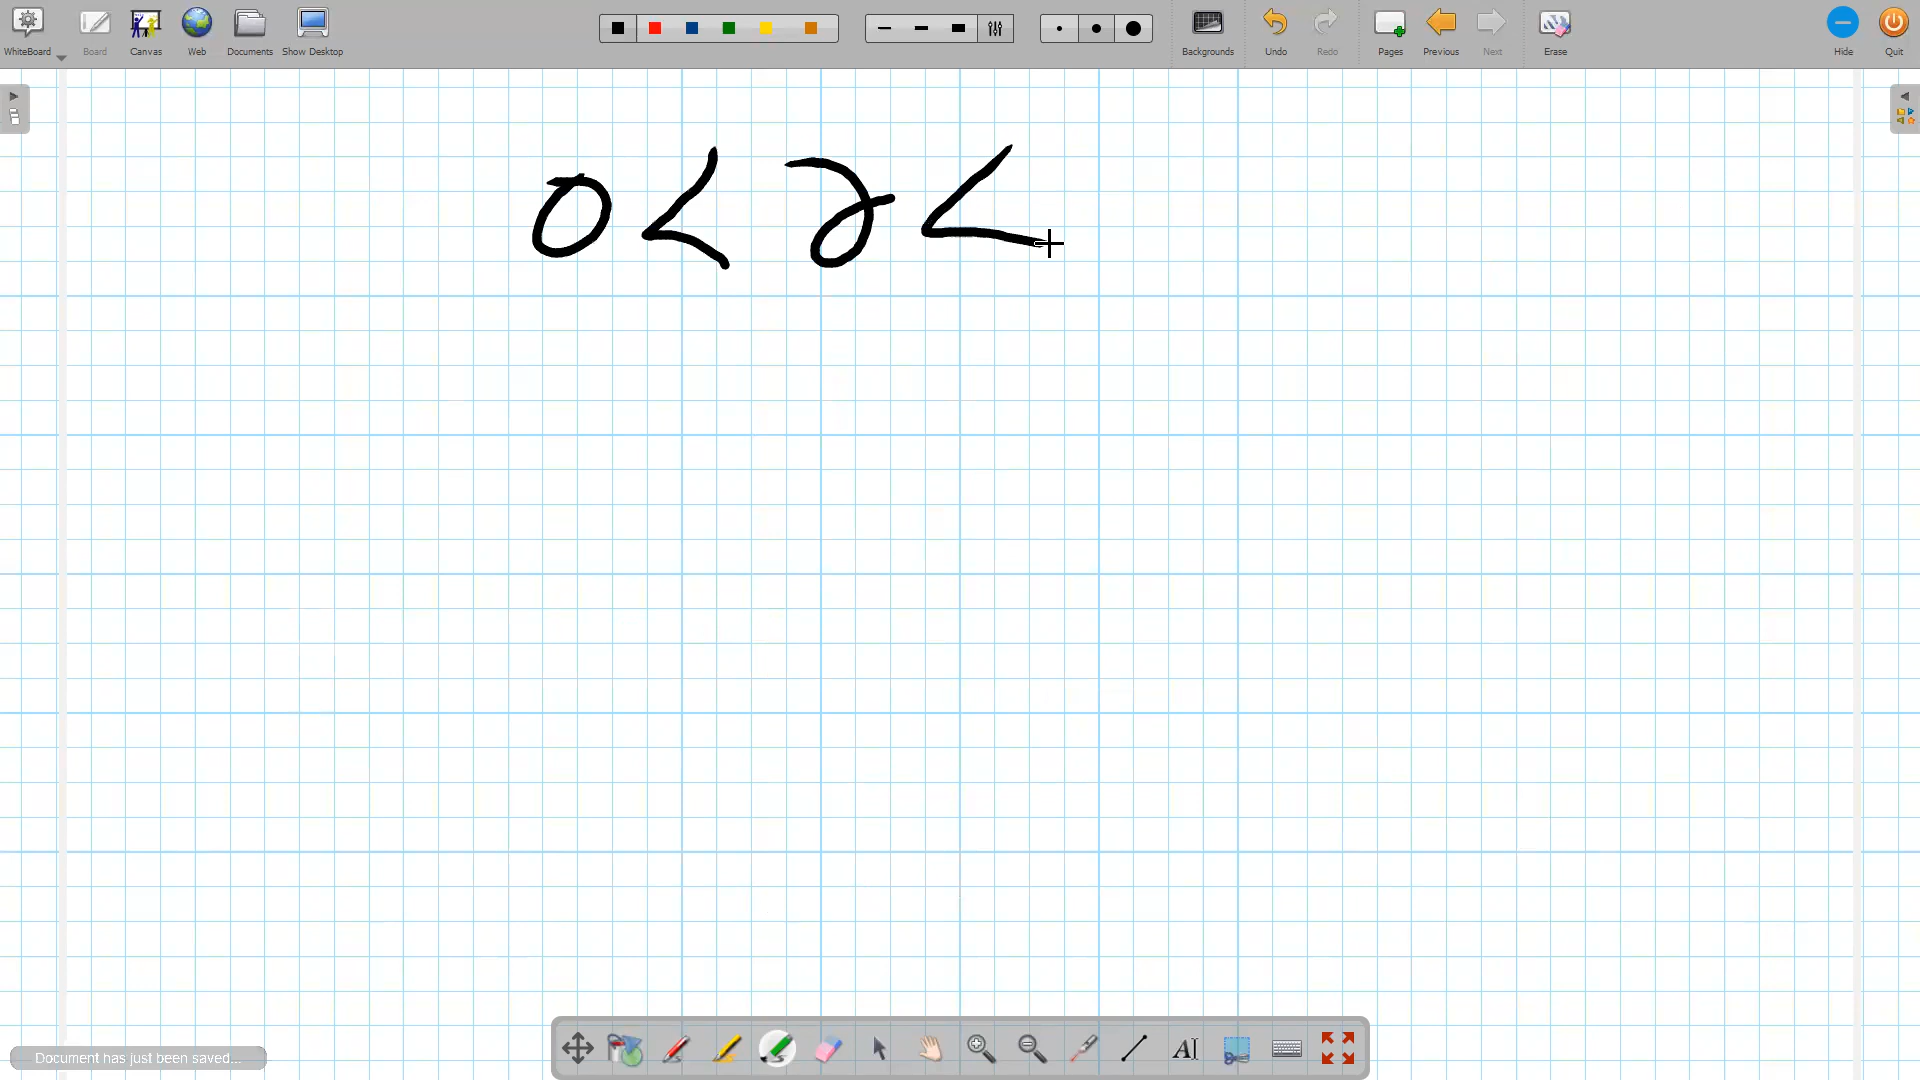 WhiteBoard Board Canvas Web Documents Show Desktop Backgrounds Undo Redo Pages Previous Next Erase Hide Quit
0 < ∂ <
Document has just been saved...
AI